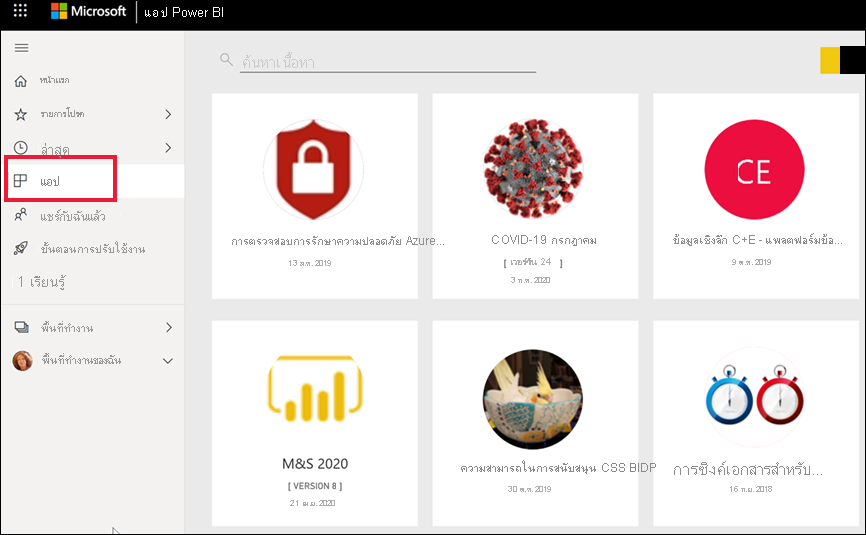 Microsoft แอป Power BI
ค้นหาเนื้อหา
หน้าแรก
รายการโปรด
ล่าสุด
แอป
แชร์กับฉันแล้ว
ขั้นตอนการปรับใช้งาน
1 เรียนรู้
พื้นที่ทำงาน
พื้นที่ทำงานของฉัน
การตรวจสอบการรักษาความปลอดภัย Azure...
COVID-19 กรกฎาคม
[ เวอร์ชัน 24 ]
3 ก.ค. 2020
CE
ข้อมูลเชิงลึก C+E - แพลตฟอร์มข้อ...
M&S 2020
[ VERSION 8 ]
21 เม.ย. 2020
ความสามารถในการสนับสนุน CSS BIDP
30 ต.ค. 2019
การซิงค์เอกสารสำหรับ...
16 ก.ย. 2018